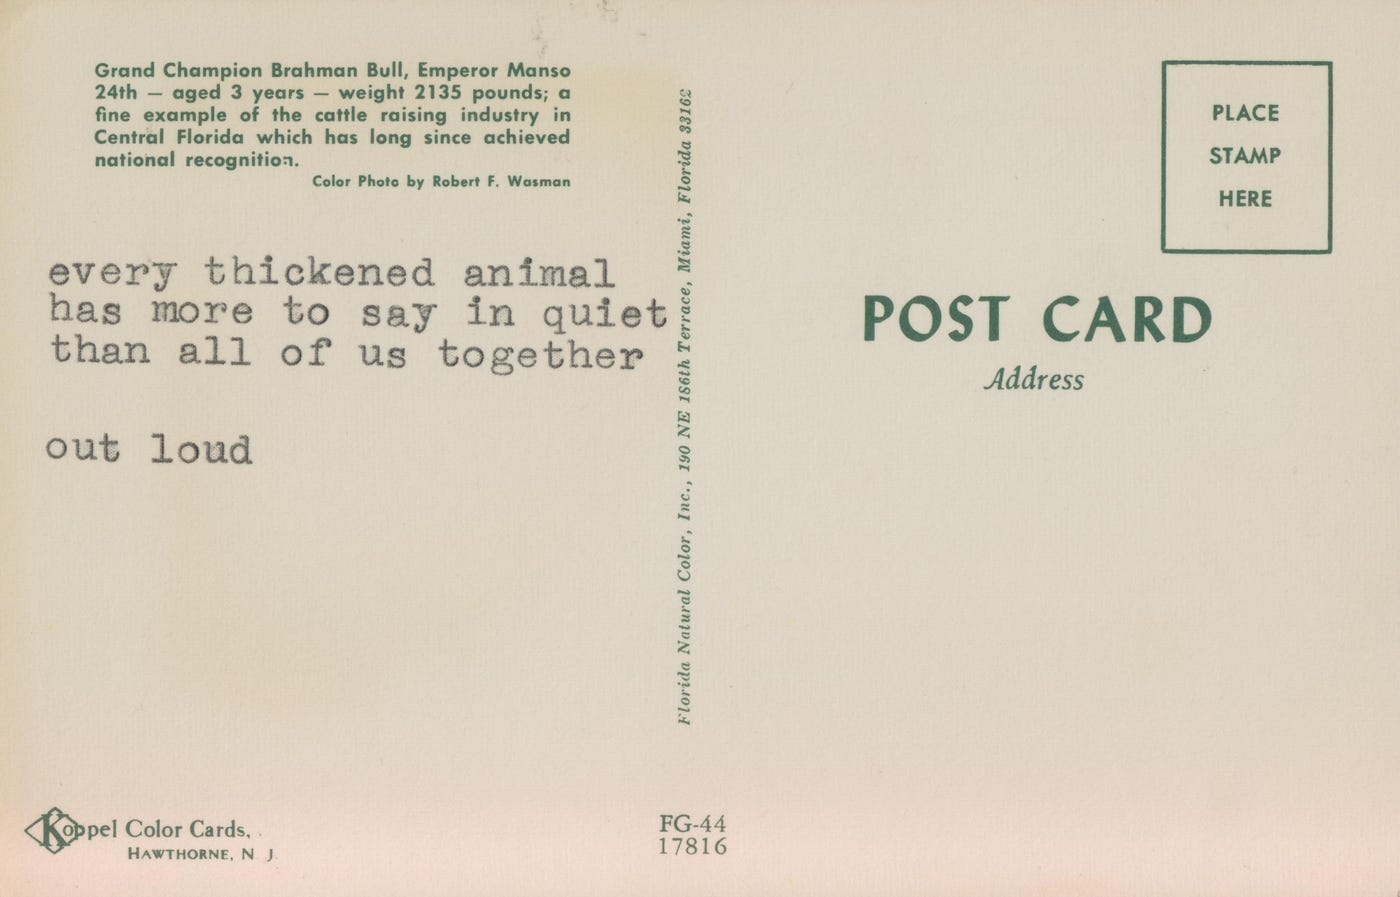 Grand Champion Brahman Bull, Emperor Manso
24th — aged 3 years — weight 2135 pounds; a
fine example of the cattle raising industry in
Central Florida which has long since achieved
national recognition.
Color Photo by Robert F. Wasman
every thickened animal
has more to say in quiet
than all of us together
out loud
Koppel Color Cards,
HAWTHORNE, N J
Florida Natural Color, Inc., 190 NE 186th Terrace, Miami, Florida 33162
FG-44
17816
PLACE
STAMP
HERE
POST CARD
Address